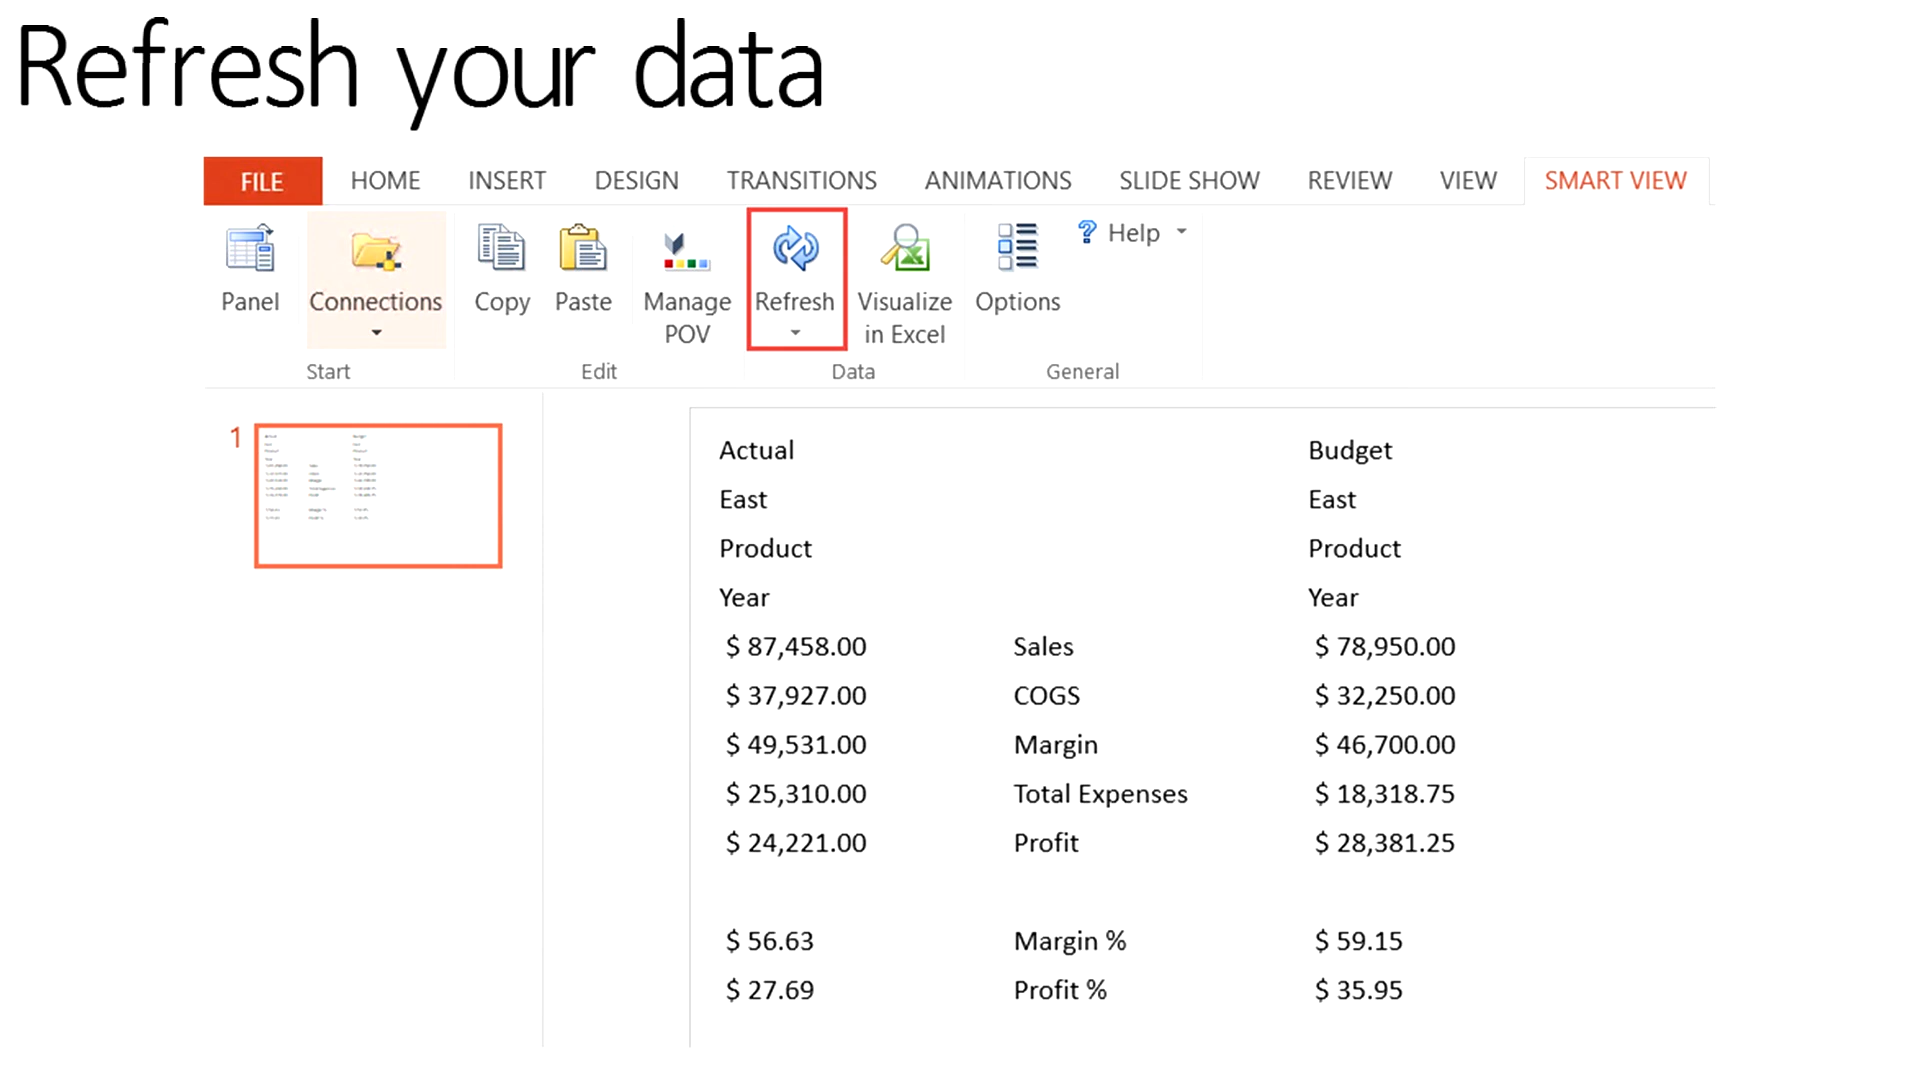 Refresh your data
FILE HOME INSERT DESIGN TRANSITIONS ANIMATIONS SLIDE SHOW REVIEW VIEW SMART VIEW
Panel Connections Copy Paste Manage POV Refresh Visualize in Excel Options ? Help
Start Edit Data General
1
Actual Budget
East East
Product Product
Year Year
$ 87,458.00 Sales $ 78,950.00
$ 37,927.00 COGS $ 32,250.00
$ 49,531.00 Margin $ 46,700.00
$ 25,310.00 Total Expenses $ 18,318.75
$ 24,221.00 Profit $ 28,381.25
$ 56.63 Margin % $ 59.15
$ 27.69 Profit % $ 35.95